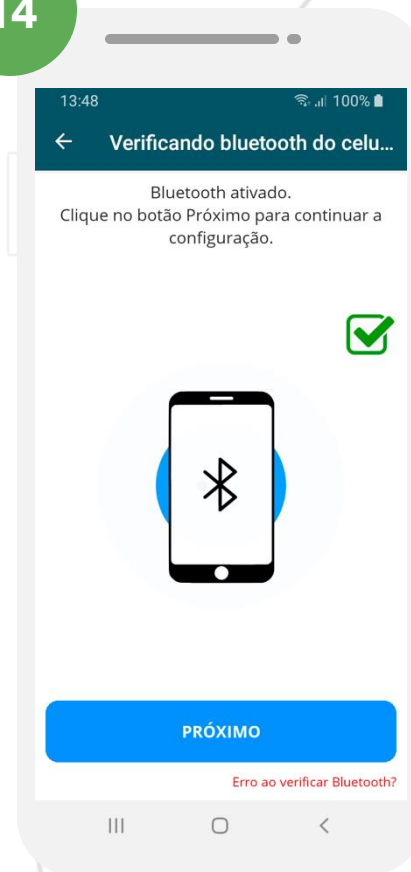 14
13:48 100%
Verificando bluetooth do celu...
Bluetooth ativado.
Clique no botão Próximo para continuar a
configuração.
PRÓXIMO
Erro ao verificar Bluetooth?